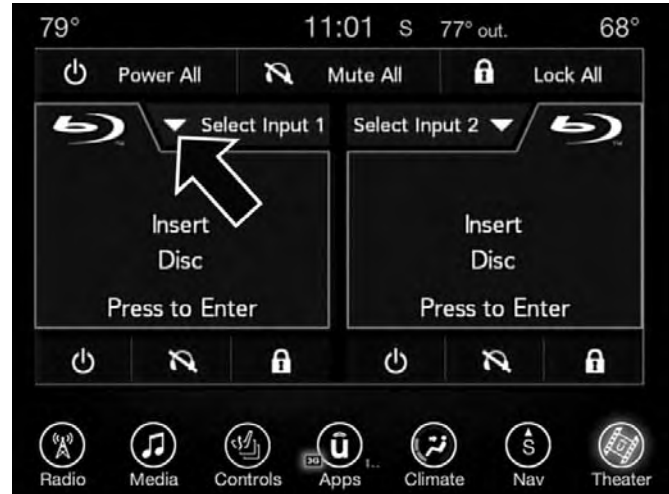 79° 11:01 S 77° out. 68°
Power All Mute All Lock All
Select Input 1 Select Input 2
Insert
Disc
Press to Enter
Insert
Disc
Press to Enter
3G
Radio Media Controls Apps Climate Nav Theater
S
ü